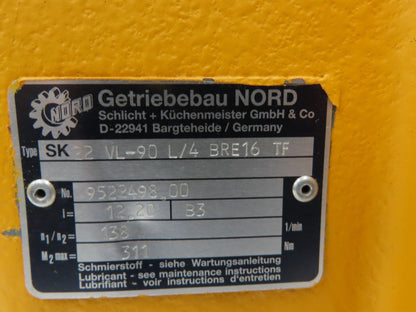 NORD
Getriebebau NORD
Schlicht + Küchenmeister GmbH & Co
D-22941 Bargteheide / Germany
Type SK 22 VL-90 L/4 BRE16 TF
No. 9522498.00
i = 12,20 B3
n1 / n2 = 138 1/min
M2 max = 311 Nm
Schmierstoff - siehe Wartungsanleitung
Lubricant - see maintenance instructions
Lubrifiant - voir instructions d'entretien